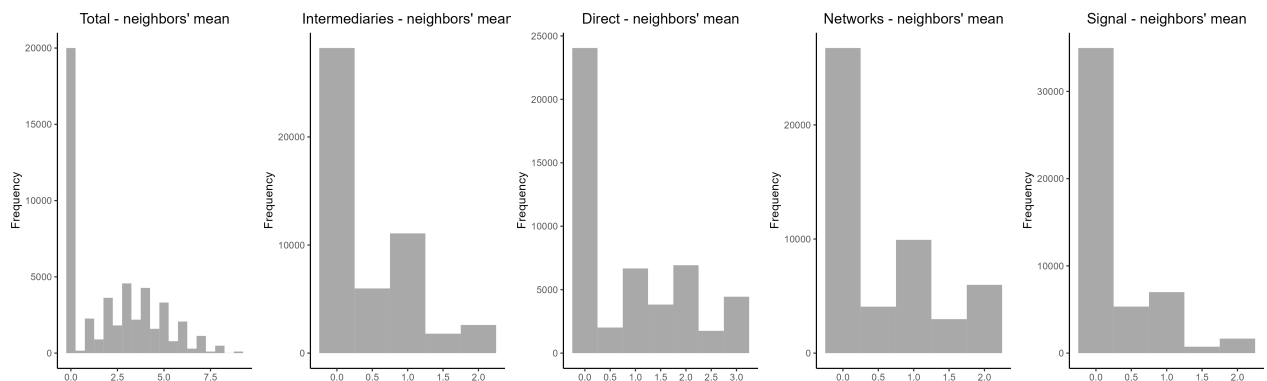 Total - neighbors' mean
Frequency
20000
15000
10000
5000
0
0.0 2.5 5.0 7.5
Intermediaries - neighbors' mean
Frequency
20000
10000
0
0.0 0.5 1.0 1.5 2.0
Direct - neighbors' mean
Frequency
25000
20000
15000
10000
5000
0
0.0 0.5 1.0 1.5 2.0 2.5 3.0
Networks - neighbors' mean
Frequency
20000
10000
0
0.0 0.5 1.0 1.5 2.0
Signal - neighbors' mean
Frequency
30000
20000
10000
0
0.0 0.5 1.0 1.5 2.0